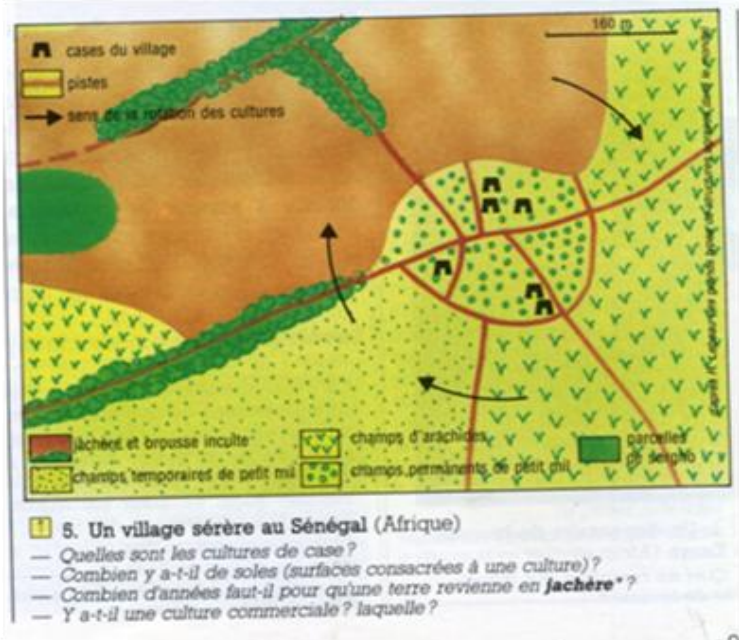 160 m
cases du village
pistes
sens de la rotation des cultures
jachère et brousse inculte
champs d'arachides
parcelles de sorgho
champs temporaires de petit mil
champs permanents de petit mil
5. Un village sérère au Sénégal (Afrique)
— Quelles sont les cultures de case?
— Combien y a-t-il de soles (surfaces consacrées à une culture)?
— Combien d'années faut-il pour qu'une terre revienne en jachère*?
— Y a-t-il une culture commerciale? laquelle?